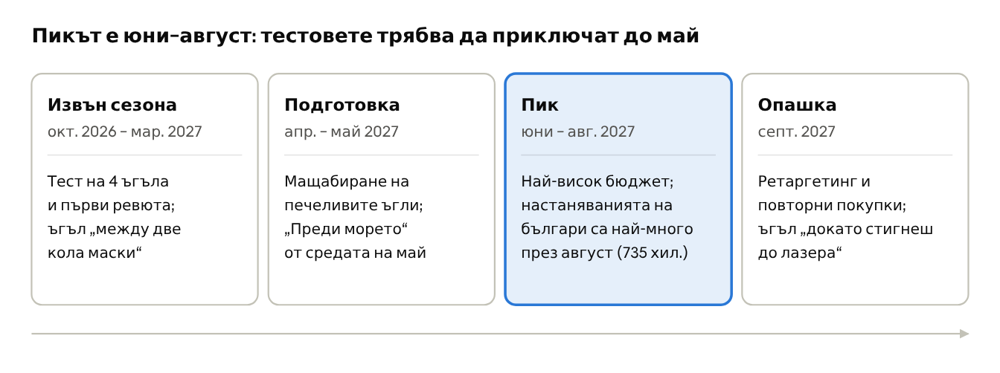 Пикът е юни–август: тестовете трябва да приключат до май
Извън сезона
окт. 2026 – мар. 2027
Тест на 4 ъгъла
и първи ревюта;
ъгъл „между две
кола маски“
Подготовка
апр. – май 2027
Мащабиране на
печеливите ъгли;
„Преди морето“
от средата на май
Пик
юни – авг. 2027
Най-висок бюджет;
настаняванията на
българи са най-много
през август (735 хил.)
Опашка
септ. 2027
Ретаргетинг и
повторни покупки;
ъгъл „докато стигнеш
до лазера“